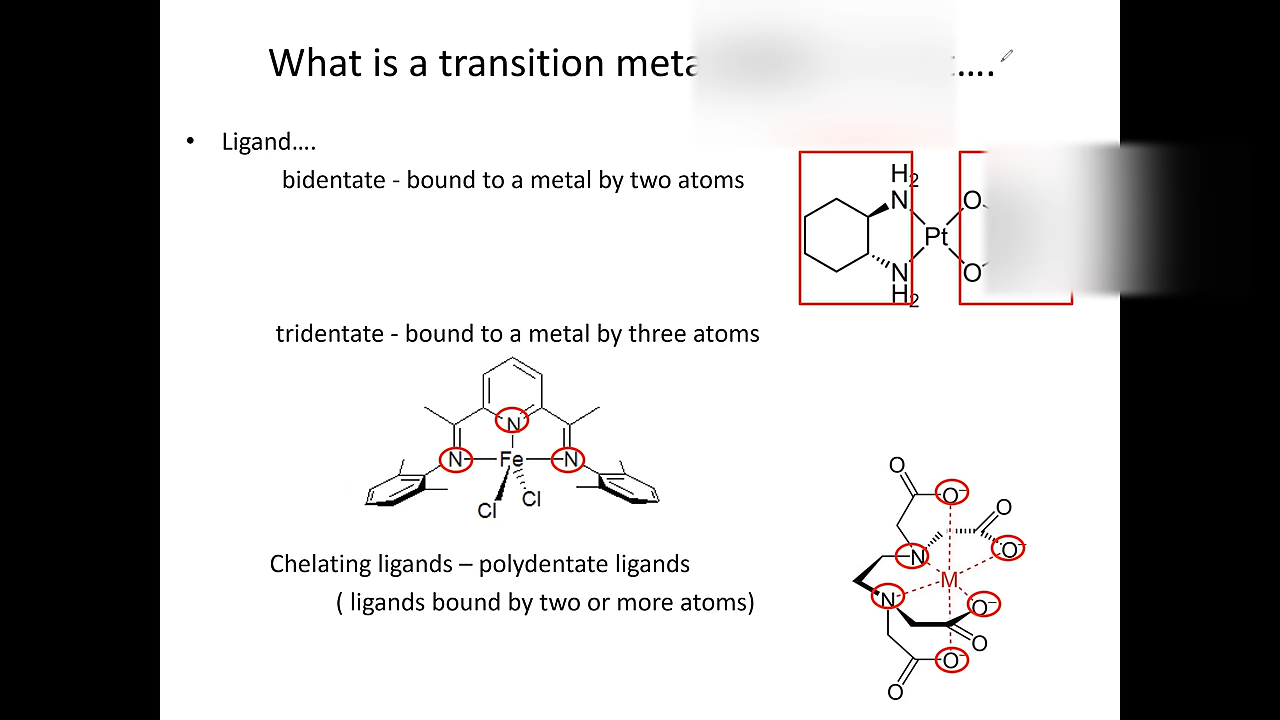 What is a transition meta ….
• Ligand….
bidentate - bound to a metal by two atoms
H2
N
O
Pt
N
O
H2
tridentate - bound to a metal by three atoms
N
N Fe N
Cl Cl
O
O⁻
O
N
O⁻
M
N
O⁻
O
O⁻
O
Chelating ligands – polydentate ligands
( ligands bound by two or more atoms)